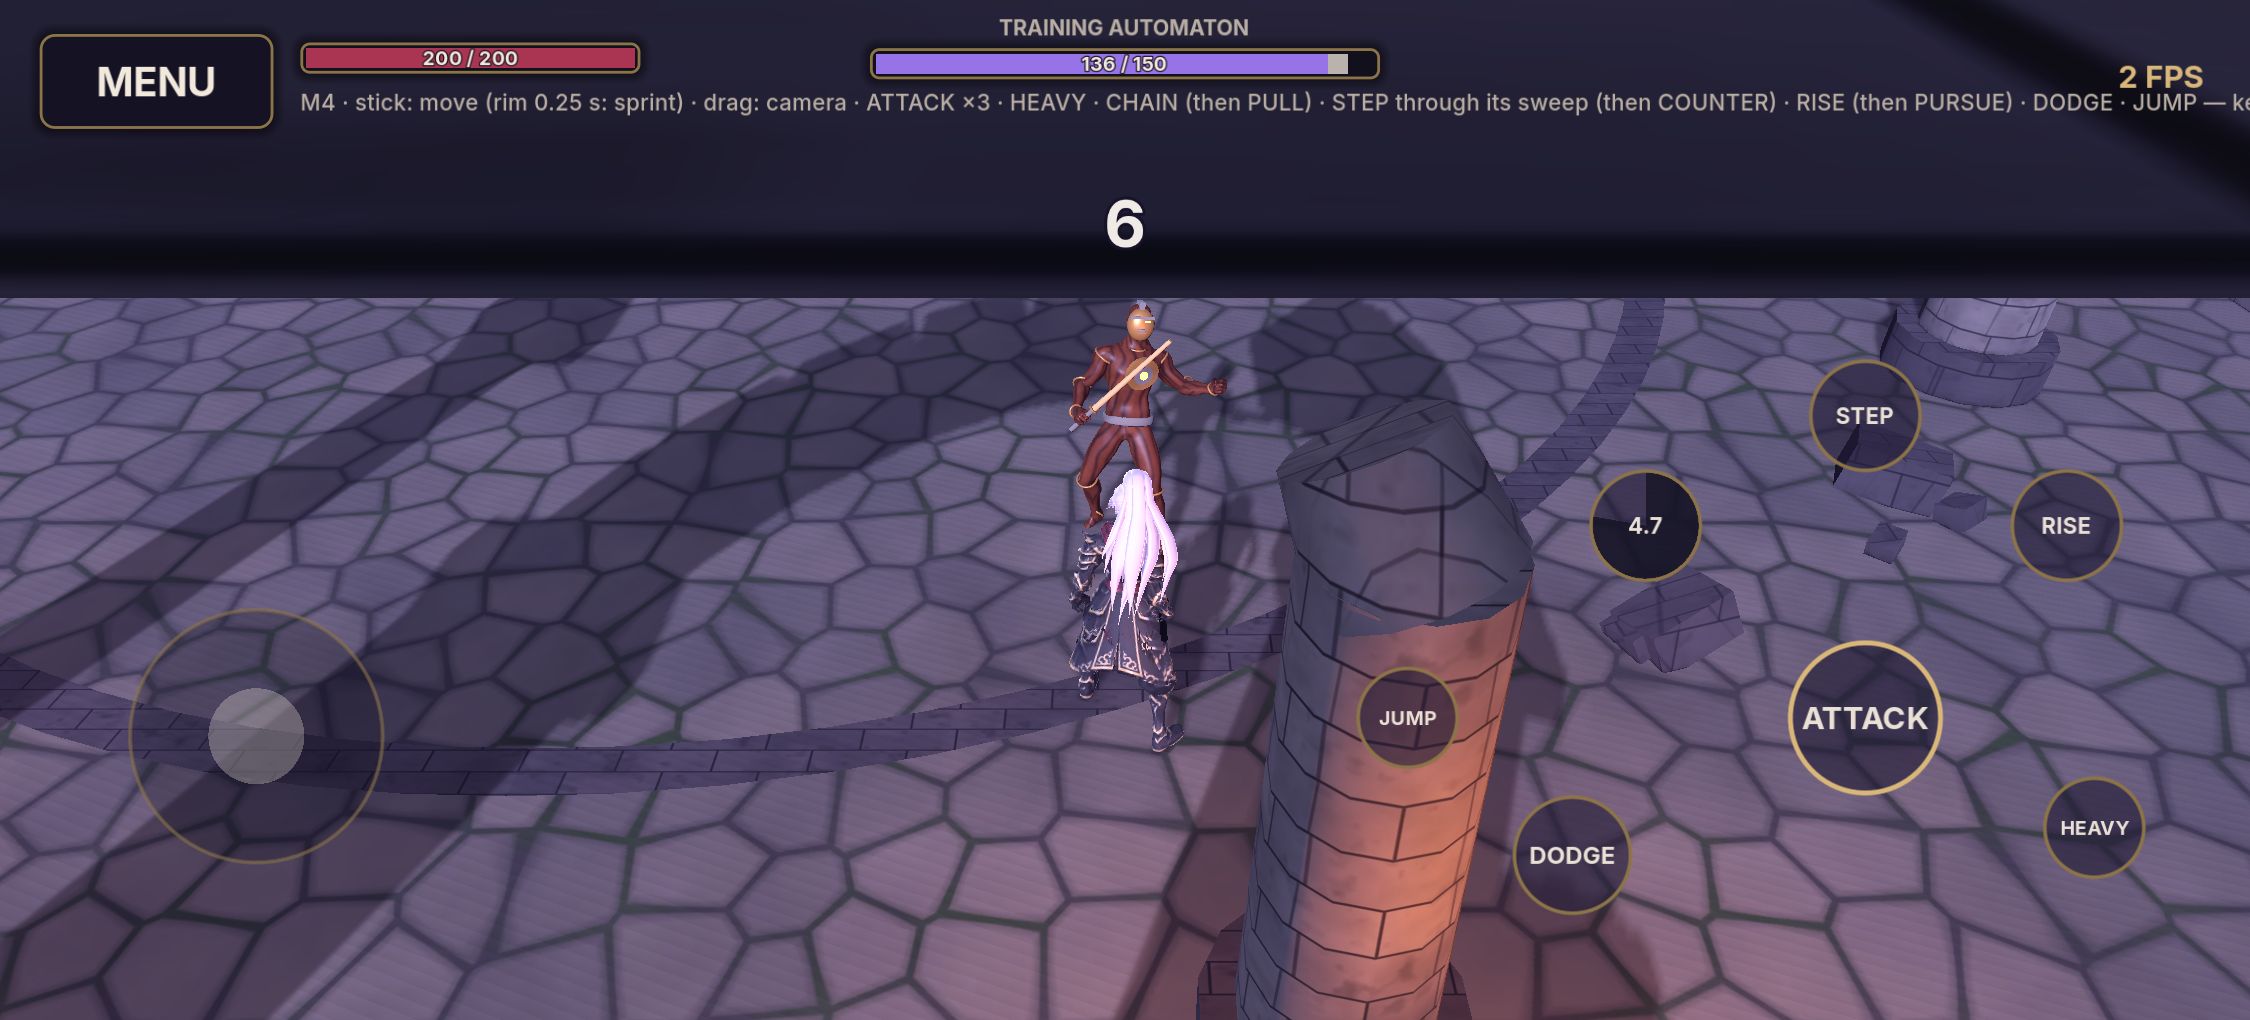 TRAINING AUTOMATON
MENU
200 / 200
136 / 150
2 FPS
M4 · stick: move (rim 0.25 s: sprint) · drag: camera · ATTACK ×3 · HEAVY · CHAIN (then PULL) · STEP through its sweep (then COUNTER) · RISE (then PURSUE) · DODGE · JUMP — ke
6
STEP
4.7
RISE
JUMP
ATTACK
DODGE
HEAVY